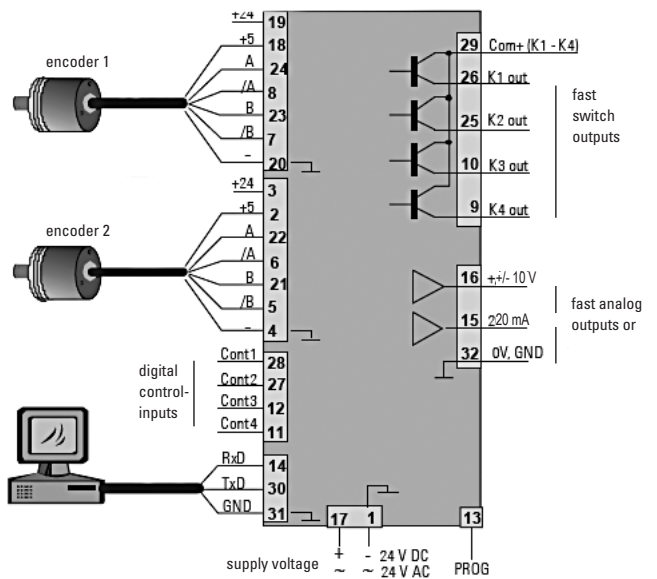 +24 19
+5 18
encoder 1
A 24
/A 8
B 23
/B 7
– 20
+24 3
+5 2
encoder 2
A 22
/A 6
B 21
/B 5
– 4
digital
control-
inputs
Cont1 28
Cont2 27
Cont3 12
Cont4 11
RxD 14
TxD 30
GND 31
29 Com+ (K1 - K4)
26 K1 out
25 K2 out
10 K3 out
9 K4 out
fast
switch
outputs
16 +,+/- 10 V
15 220 mA
32 0V, GND
fast analog
outputs or
17 1 13
supply voltage
+ - 24 V DC
~ ~ 24 V AC
PROG